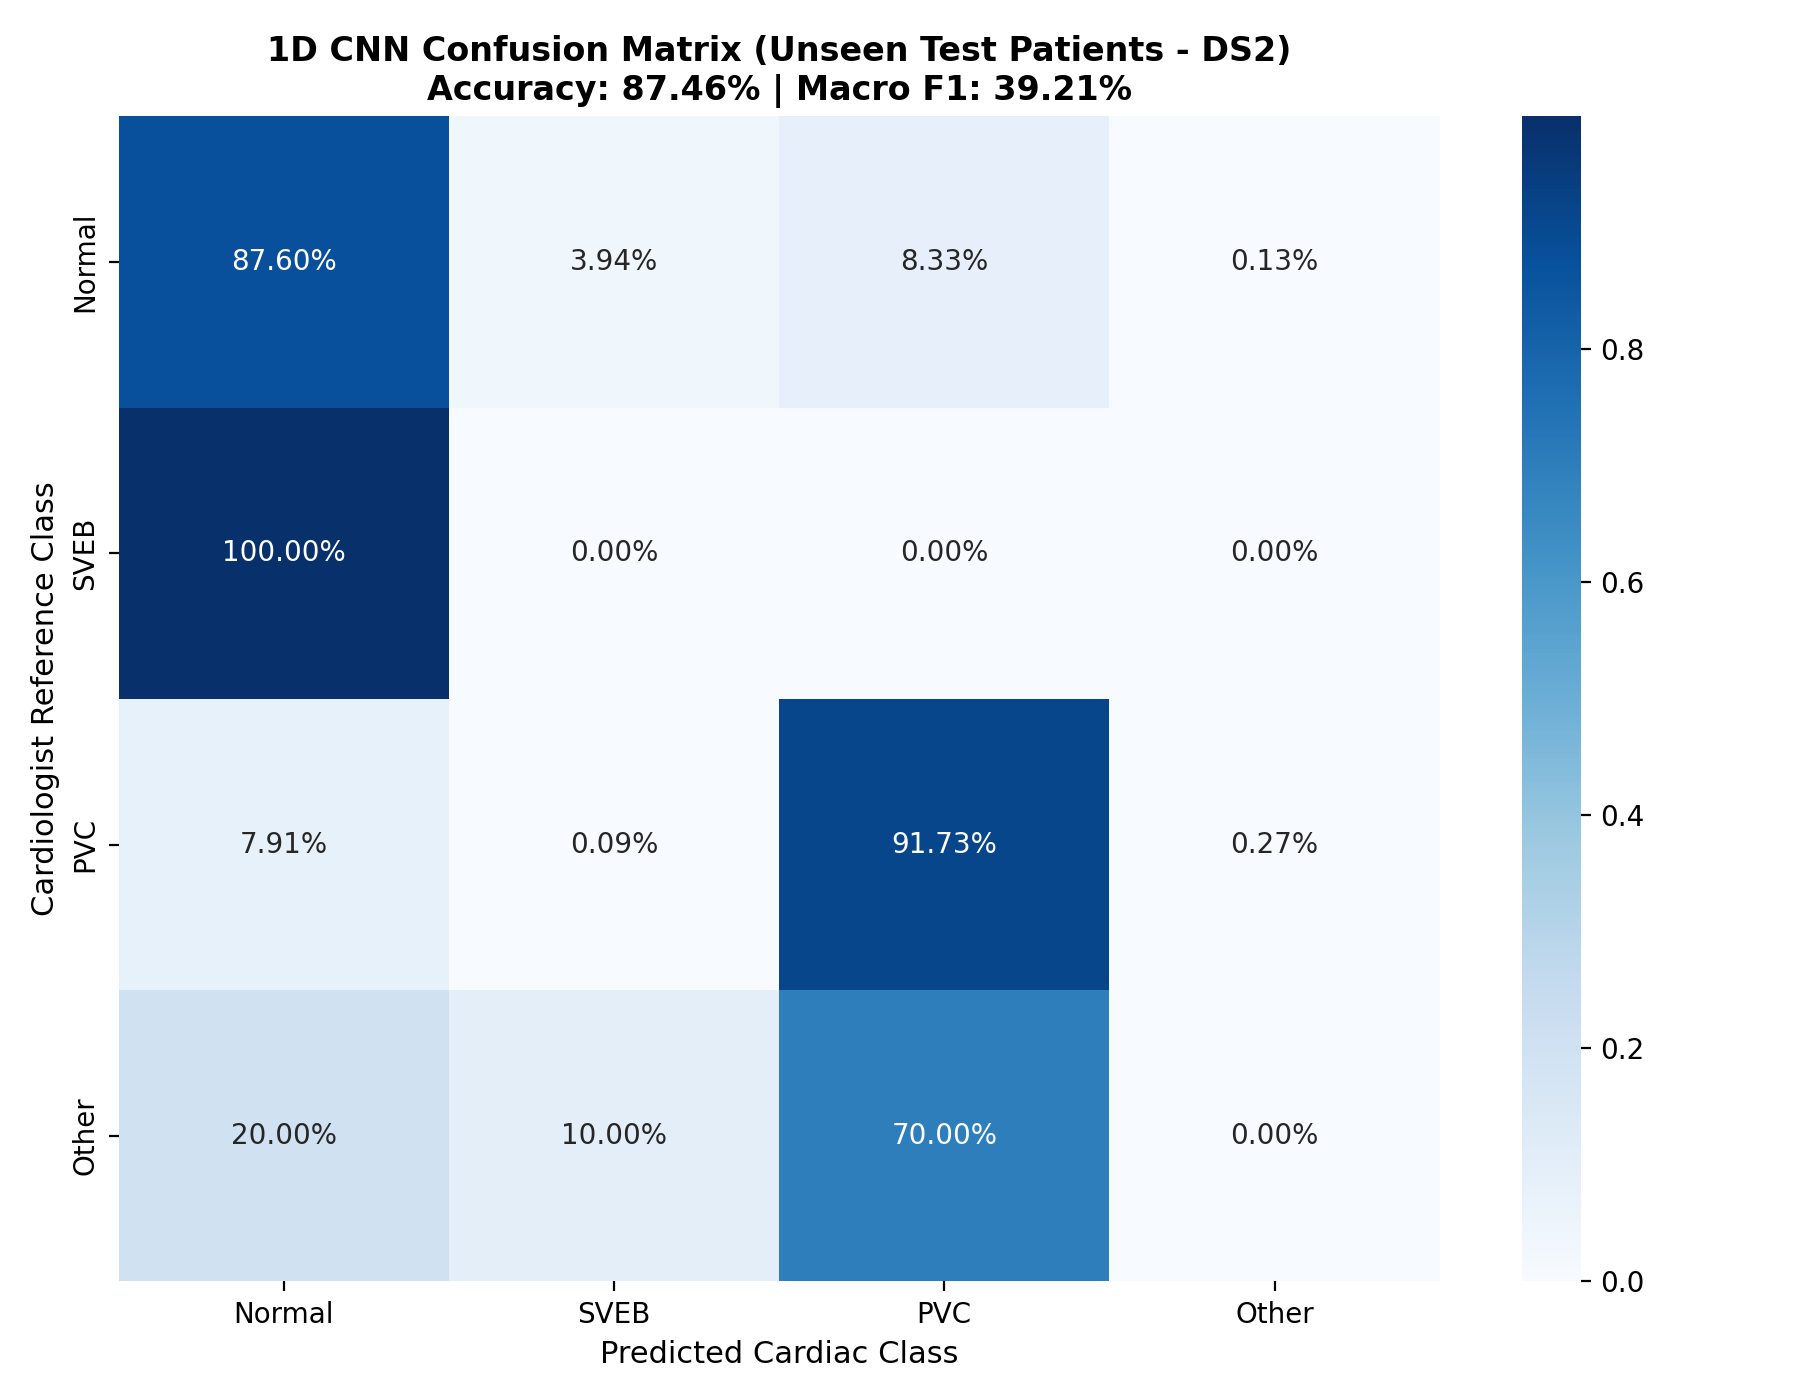 1D CNN Confusion Matrix (Unseen Test Patients - DS2)
Accuracy: 87.46% | Macro F1: 39.21%
Cardiologist Reference Class
Normal
87.60%
3.94%
8.33%
0.13%
SVEB
100.00%
0.00%
0.00%
0.00%
PVC
7.91%
0.09%
91.73%
0.27%
Other
20.00%
10.00%
70.00%
0.00%
Normal
SVEB
PVC
Other
Predicted Cardiac Class
0.8
0.6
0.4
0.2
0.0